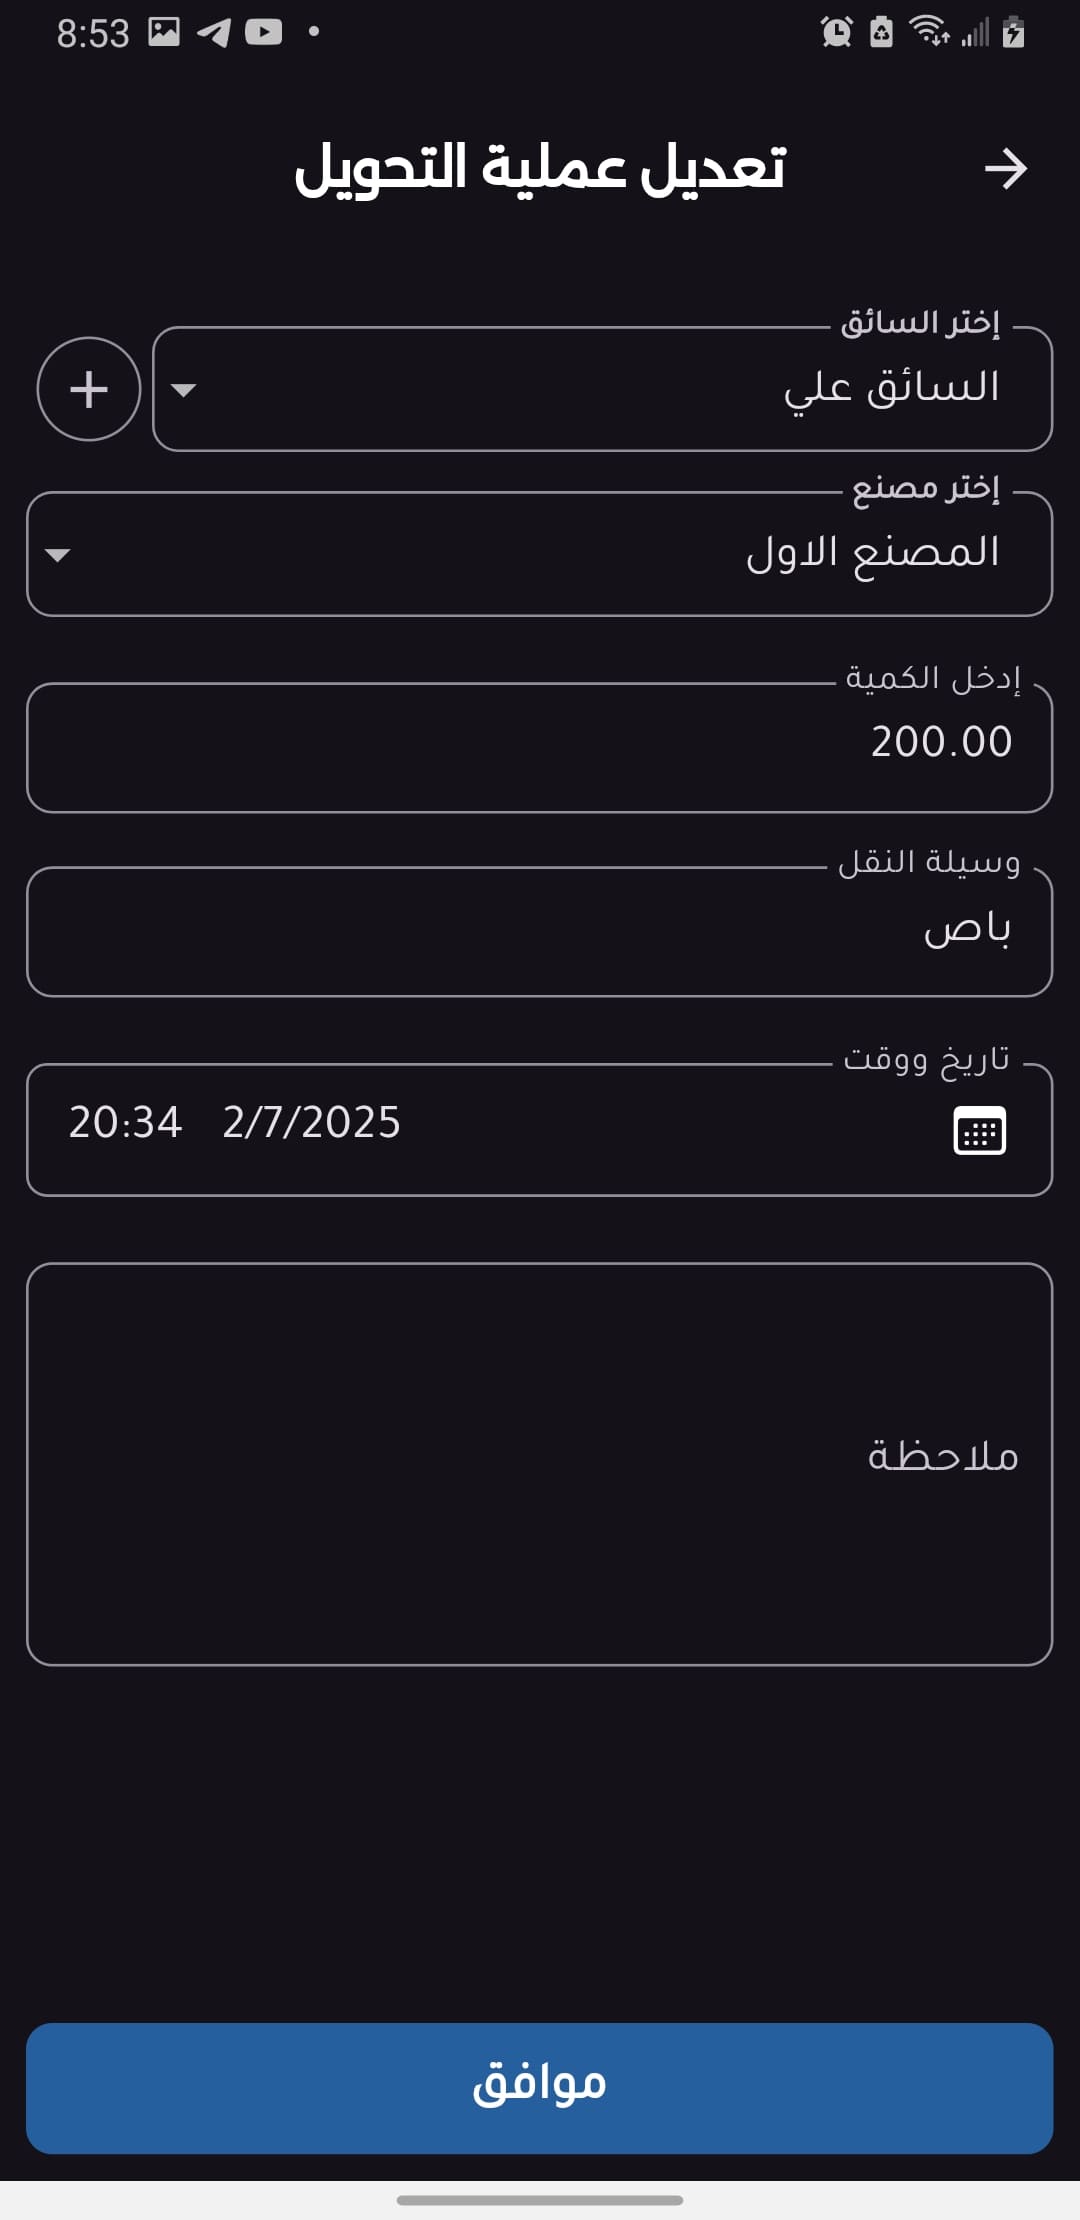 8:53
تعديل عملية التحويل
إختر السائق
السائق علي
إختر مصنع
المصنع الاول
إدخل الكمية
200.00
وسيلة النقل
باص
تاريخ ووقت
20:34 2/7/2025
ملاحظة
موافق